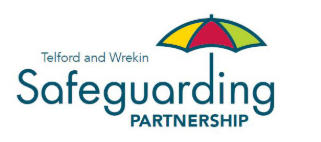 Telford and Wrekin
Safeguarding
PARTNERSHIP